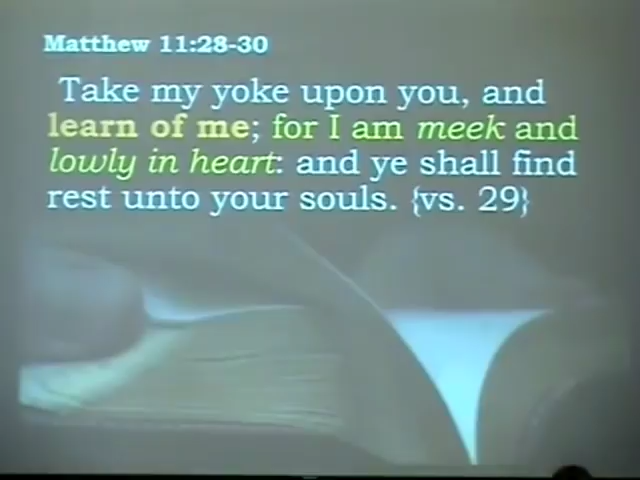 Matthew 11:28-30
Take my yoke upon you, and
learn of me; for I am meek and
lowly in heart: and ye shall find
rest unto your souls. {vs. 29}